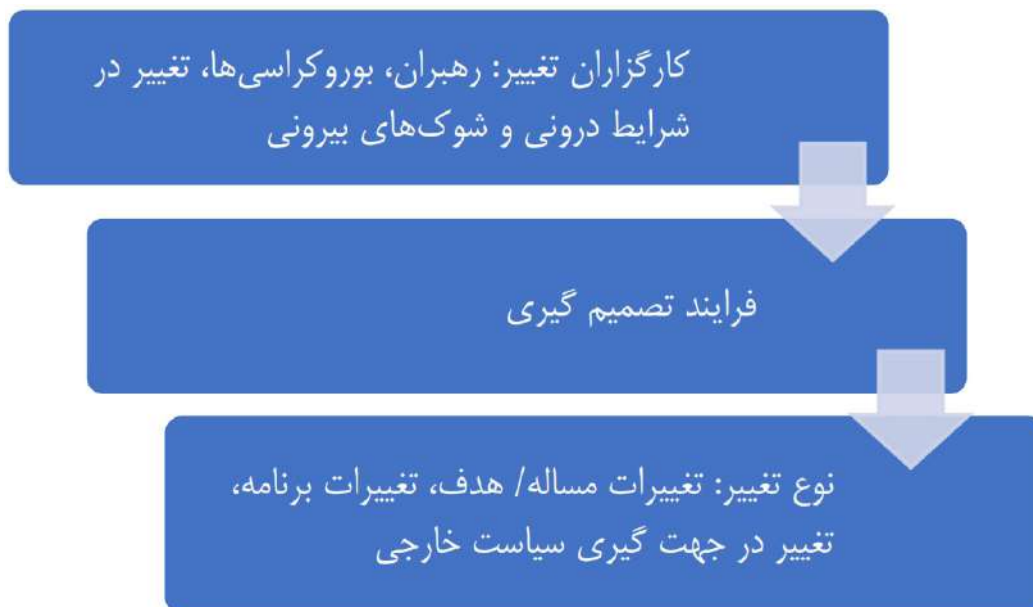 کارگزاران تغییر: رهبران، بوروکراسی‌ها، تغییر در
شرایط درونی و شوک‌های بیرونی
فرایند تصمیم گیری
نوع تغییر: تغییرات مساله/ هدف، تغییرات برنامه،
تغییر در جهت گیری سیاست خارجی